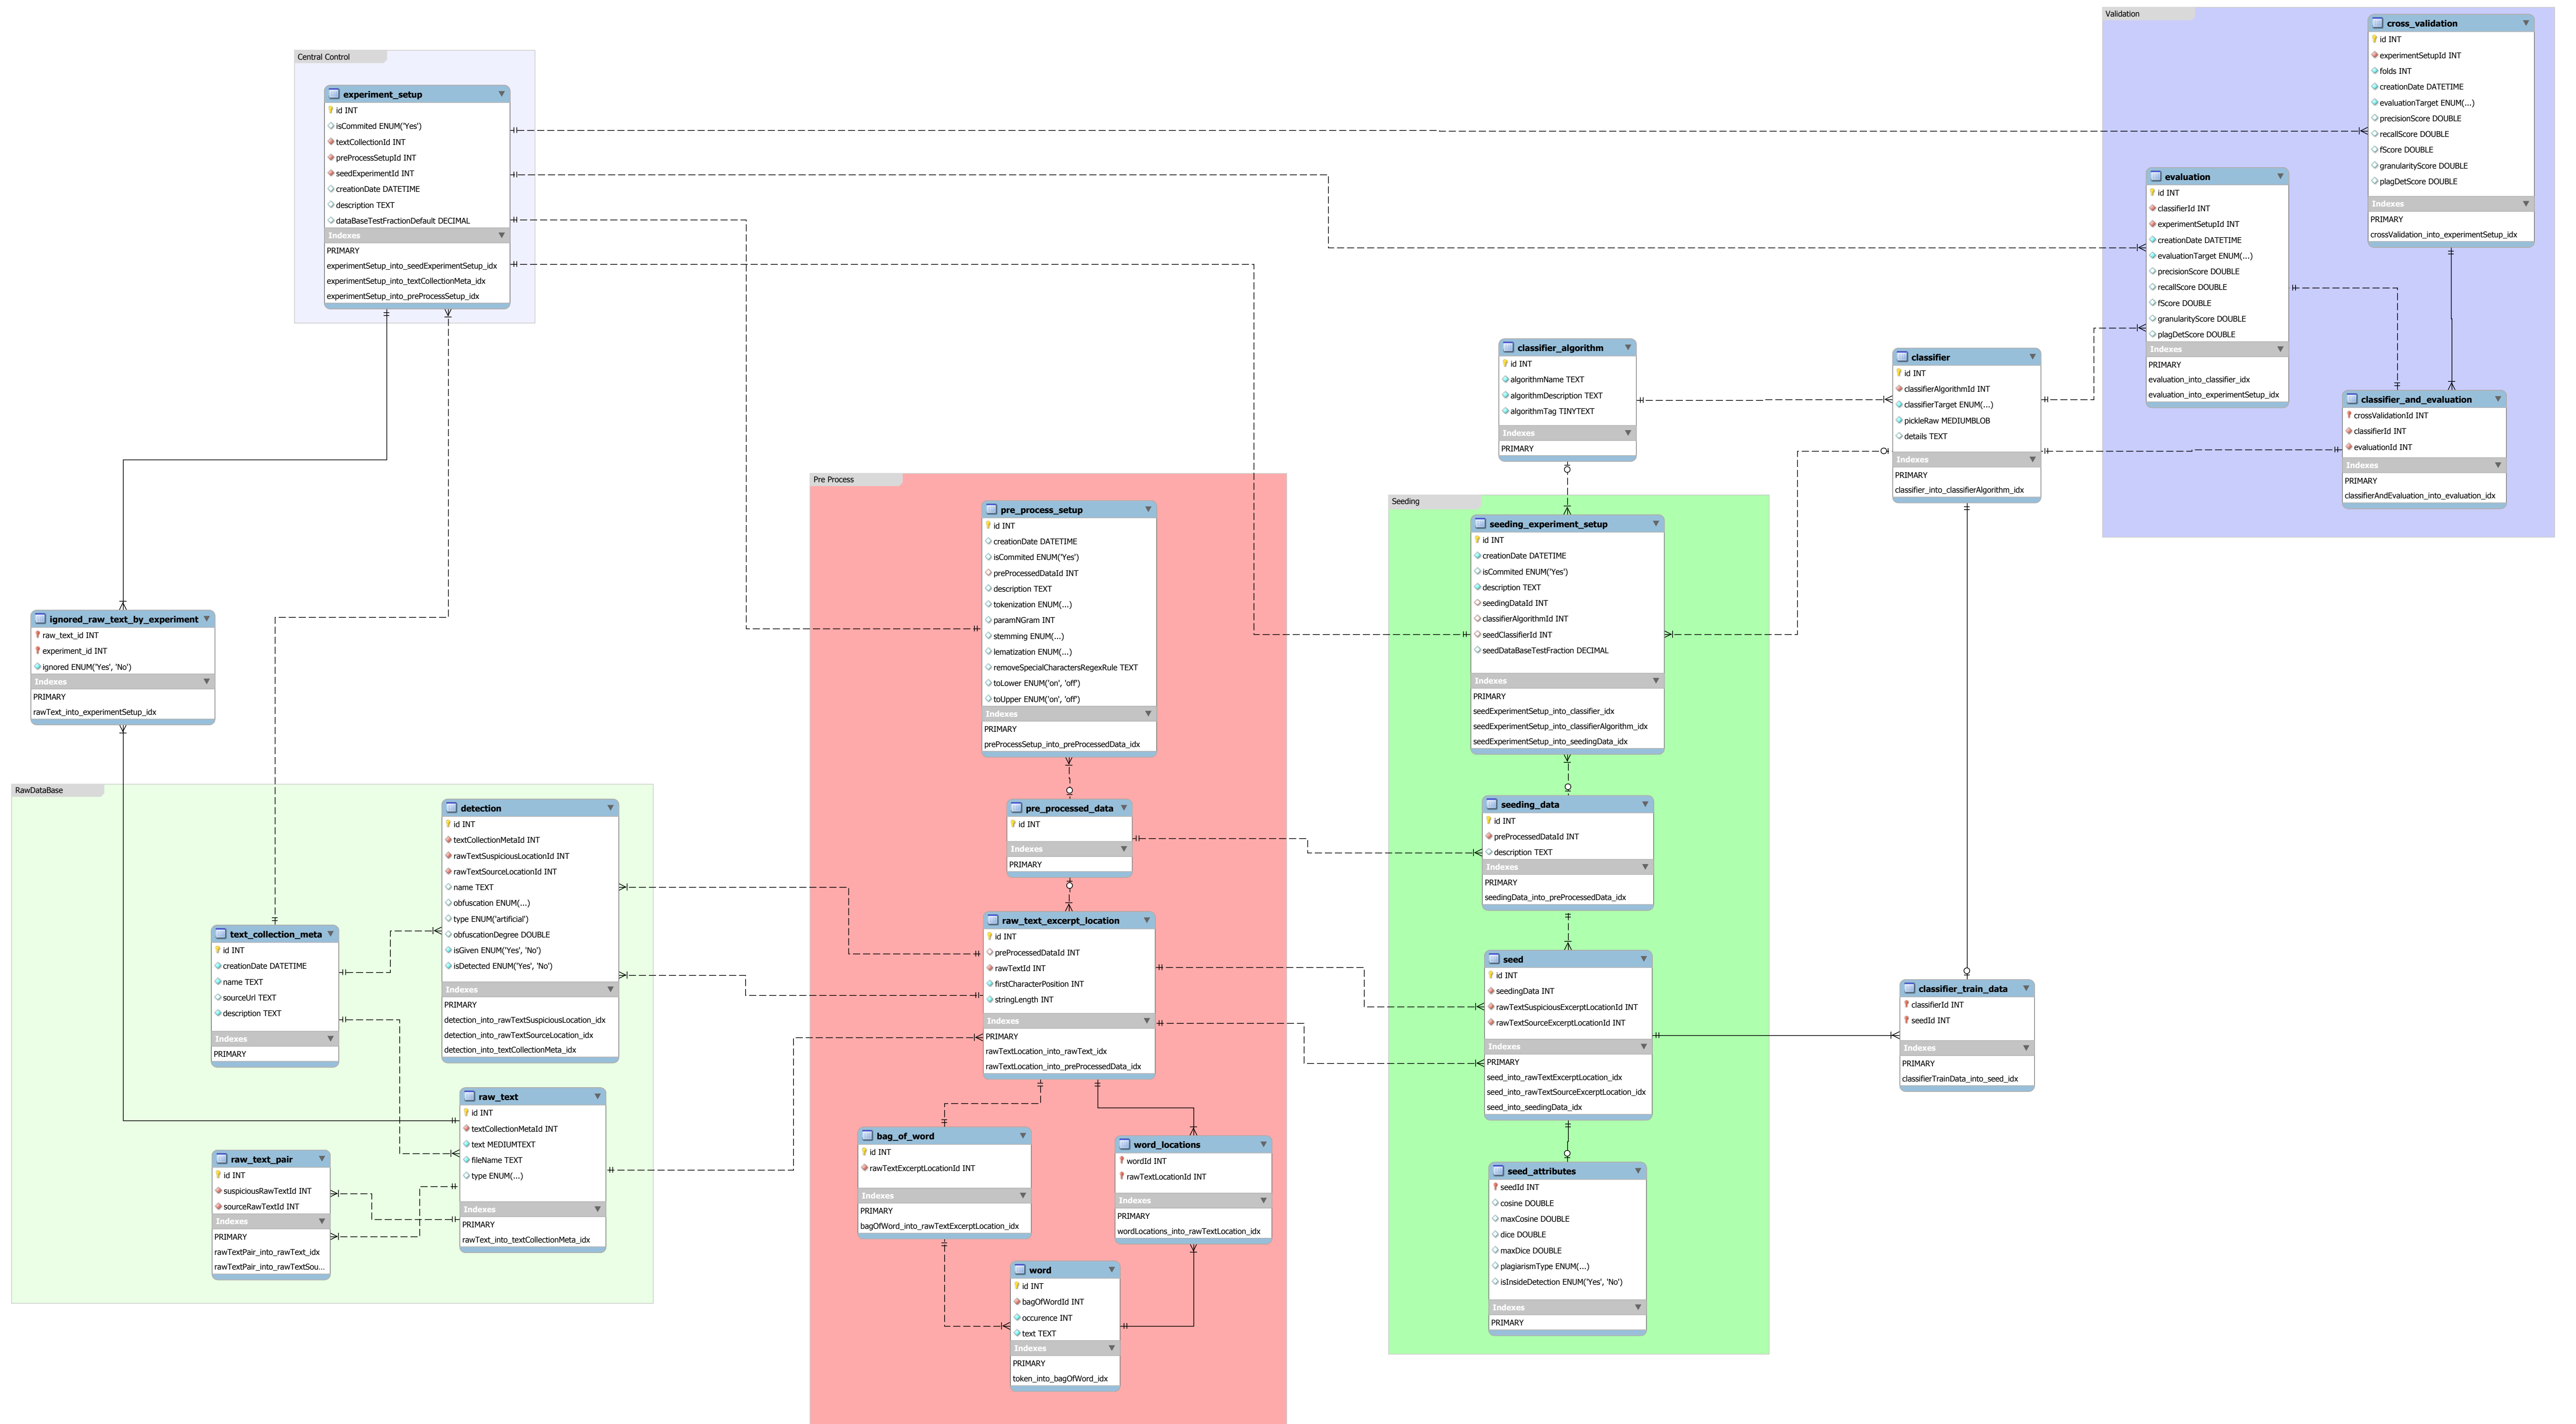 Central Control
experiment_setup
id INT
isCommited ENUM('Yes')
textCollectionId INT
preProcessSetupId INT
seedExperimentId INT
creationDate DATETIME
description TEXT
dataBaseTestFractionDefault DECIMAL
Indexes
PRIMARY
experimentSetup_into_seedExperimentSetup_idx
experimentSetup_into_textCollectionMeta_idx
experimentSetup_into_preProcessSetup_idx
Validation
cross_validation
id INT
experimentSetupId INT
folds INT
creationDate DATETIME
evaluationTarget ENUM(...)
precisionScore DOUBLE
recallScore DOUBLE
fScore DOUBLE
granularityScore DOUBLE
plagDetScore DOUBLE
Indexes
PRIMARY
crossValidation_into_experimentSetup_idx
evaluation
id INT
classifierId INT
experimentSetupId INT
creationDate DATETIME
evaluationTarget ENUM(...)
precisionScore DOUBLE
recallScore DOUBLE
fScore DOUBLE
granularityScore DOUBLE
plagDetScore DOUBLE
Indexes
PRIMARY
evaluation_into_classifier_idx
evaluation_into_experimentSetup_idx
classifier_and_evaluation
crossValidationId INT
classifierId INT
evaluationId INT
Indexes
PRIMARY
classifierAndEvaluation_into_evaluation_idx
classifier_algorithm
id INT
algorithmName TEXT
algorithmDescription TEXT
algorithmTag TINYTEXT
Indexes
PRIMARY
classifier
id INT
classifierAlgorithmId INT
classifierTarget ENUM(...)
pickleRaw MEDIUMBLOB
details TEXT
Indexes
PRIMARY
classifier_into_classifierAlgorithm_idx
ignored_raw_text_by_experiment
raw_text_id INT
experiment_id INT
ignored ENUM('Yes', 'No')
Indexes
PRIMARY
rawText_into_experimentSetup_idx
Pre Process
pre_process_setup
id INT
creationDate DATETIME
isCommited ENUM('Yes')
preProcessedDataId INT
description TEXT
tokenization ENUM(...)
paramNGram INT
stemming ENUM(...)
lematization ENUM(...)
removeSpecialCharactersRegexRule TEXT
toLower ENUM('on', 'off')
toUpper ENUM('on', 'off')
Indexes
PRIMARY
preProcessSetup_into_preProcessedData_idx
pre_processed_data
id INT
Indexes
PRIMARY
raw_text_excerpt_location
id INT
preProcessedDataId INT
rawTextId INT
firstCharacterPosition INT
stringLength INT
Indexes
PRIMARY
rawTextLocation_into_rawText_idx
rawTextLocation_into_preProcessedData_idx
bag_of_word
id INT
rawTextExcerptLocationId INT
Indexes
PRIMARY
bagOfWord_into_rawTextExcerptLocation_idx
word_locations
wordId INT
rawTextLocationId INT
Indexes
PRIMARY
wordLocations_into_rawTextLocation_idx
word
id INT
bagOfWordId INT
occurence INT
text TEXT
Indexes
PRIMARY
token_into_bagOfWord_idx
Seeding
seeding_experiment_setup
id INT
creationDate DATETIME
isCommited ENUM('Yes')
description TEXT
seedingDataId INT
classifierAlgorithmId INT
seedClassifierId INT
seedDataBaseTestFraction DECIMAL
Indexes
PRIMARY
seedExperimentSetup_into_classifier_idx
seedExperimentSetup_into_classifierAlgorithm_idx
seedExperimentSetup_into_seedingData_idx
seeding_data
id INT
preProcessedDataId INT
description TEXT
Indexes
PRIMARY
seedingData_into_preProcessedData_idx
seed
id INT
seedingData INT
rawTextSuspiciousExcerptLocationId INT
rawTextSourceExcerptLocationId INT
Indexes
PRIMARY
seed_into_rawTextExcerptLocation_idx
seed_into_rawTextSourceExcerptLocation_idx
seed_into_seedingData_idx
seed_attributes
seedId INT
cosine DOUBLE
maxCosine DOUBLE
dice DOUBLE
maxDice DOUBLE
plagiarismType ENUM(...)
isInsideDetection ENUM('Yes', 'No')
Indexes
PRIMARY
classifier_train_data
classifierId INT
seedId INT
Indexes
PRIMARY
classifierTrainData_into_seed_idx
RawDataBase
detection
id INT
textCollectionMetaId INT
rawTextSuspiciousLocationId INT
rawTextSourceLocationId INT
name TEXT
obfuscation ENUM(...)
type ENUM('artificial')
obfuscationDegree DOUBLE
isGiven ENUM('Yes', 'No')
isDetected ENUM('Yes', 'No')
Indexes
PRIMARY
detection_into_rawTextSuspiciousLocation_idx
detection_into_rawTextSourceLocation_idx
detection_into_textCollectionMeta_idx
text_collection_meta
id INT
creationDate DATETIME
name TEXT
sourceUrl TEXT
description TEXT
Indexes
PRIMARY
raw_text
id INT
textCollectionMetaId INT
text MEDIUMTEXT
fileName TEXT
type ENUM(...)
Indexes
PRIMARY
rawText_into_textCollectionMeta_idx
raw_text_pair
id INT
suspiciousRawTextId INT
sourceRawTextId INT
Indexes
PRIMARY
rawTextPair_into_rawText_idx
rawTextPair_into_rawTextSou...